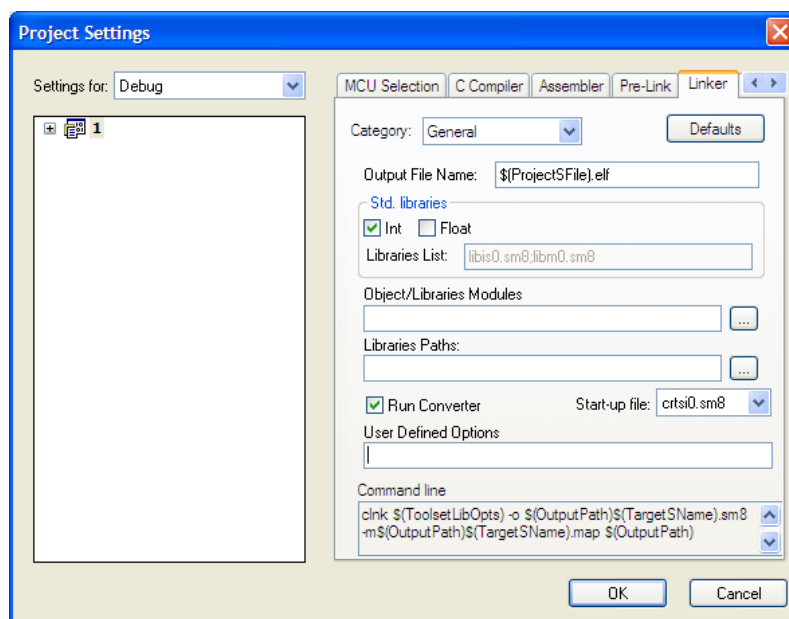 Project Settings
Settings for: Debug
1
MCU Selection C Compiler Assembler Pre-Link Linker
Category: General Defaults
Output File Name: $(ProjectSFile).elf
Std. libraries
Int Float
Libraries List: libis0.sm8;libm0.sm8
Object/Libraries Modules
...
Libraries Paths:
...
Run Converter Start-up file: crtsi0.sm8
User Defined Options
Command line
clnk $(ToolsetLibOpts) -o $(OutputPath)$(TargetSName).sm8
-m$(OutputPath)$(TargetSName).map $(OutputPath)
OK Cancel